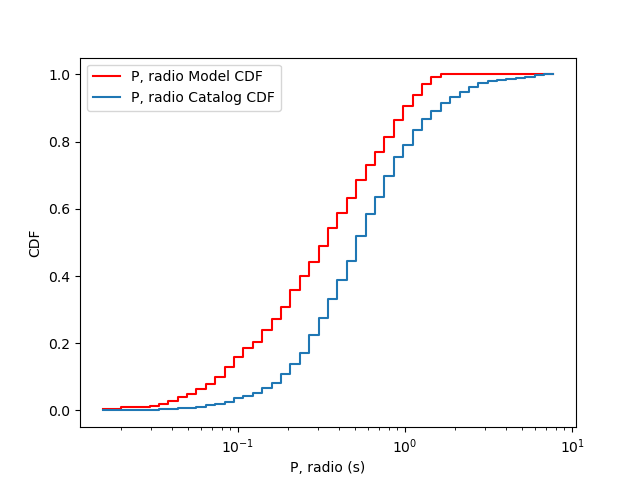 P, radio Model CDF
P, radio Catalog CDF
1.0
0.8
0.6
0.4
0.2
0.0
CDF
10⁻¹
10⁰
10¹
P, radio (s)